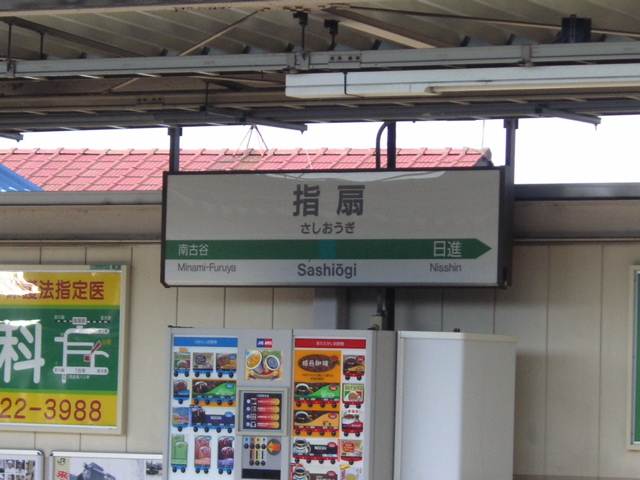 指扇
さしおうぎ
南古谷
日進
Minami-Furuya
Sashiōgi
Nisshin
法指定医
科
22-3988